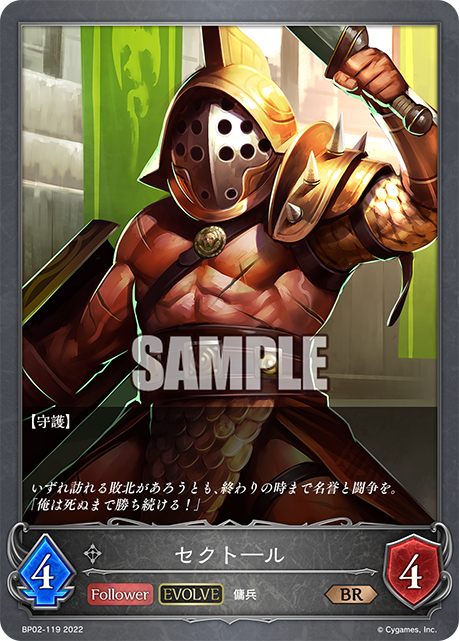 SAMPLE
【守護】
いずれ訪れる敗北があろうとも、終わりの時まで名誉と闘争を。
「俺は死ぬまで勝ち続ける！」
4
セクトール
4
Follower EVOLVE 傭兵 BR
BP02-119 2022 © Cygames, Inc.